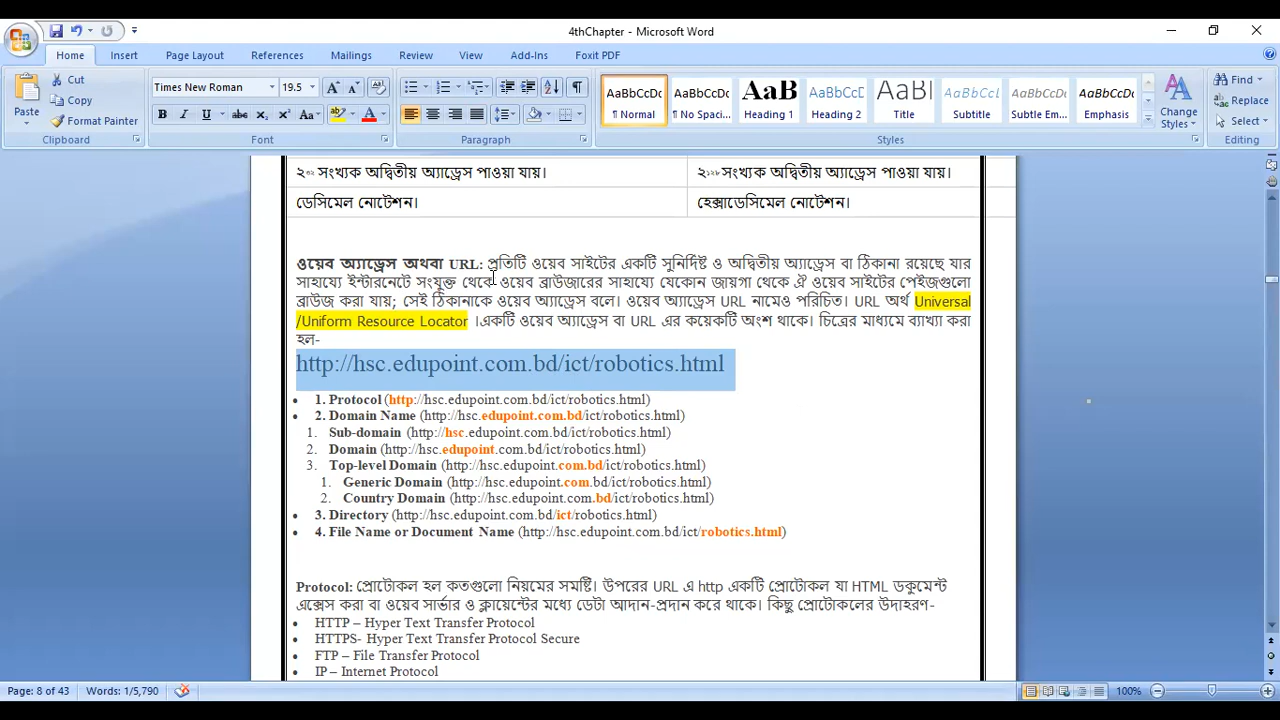 4thChapter - Microsoft Word
Home Insert Page Layout References Mailings Review View Add-Ins Foxit PDF
Paste Cut Copy Format Painter Clipboard
Times New Roman 19.5 Font
Paragraph
AaBbCcDc ¶ Normal AaBbCcDc ¶ No Spaci... AaBb Heading 1 AaBbCc Heading 2 AaBb Title AaBbCcL Subtitle AaBbCcDc Subtle Em... AaBbCcDc Emphasis Change Styles Styles
Find Replace Select Editing
২৩২ সংখ্যক অদ্বিতীয় অ্যাড্রেস পাওয়া যায়। ২১২৮ সংখ্যক অদ্বিতীয় অ্যাড্রেস পাওয়া যায়।
ডেসিমেল নোটেশন। হেক্সাডেসিমেল নোটেশন।
ওয়েব অ্যাড্রেস অথবা URL: প্রতিটি ওয়েব সাইটের একটি সুনির্দিষ্ট ও অদ্বিতীয় অ্যাড্রেস বা ঠিকানা রয়েছে যার
সাহায্যে ইন্টারনেটে সংযুক্ত থেকে ওয়েব ব্রাউজারের সাহায্যে যেকোন জায়গা থেকে ঐ ওয়েব সাইটের পেইজগুলো
ব্রাউজ করা যায়; সেই ঠিকানাকে ওয়েব অ্যাড্রেস বলে। ওয়েব অ্যাড্রেস URL নামেও পরিচিত। URL অর্থ Universal
/Uniform Resource Locator ।একটি ওয়েব অ্যাড্রেস বা URL এর কয়েকটি অংশ থাকে। চিত্রের মাধ্যমে ব্যাখ্যা করা
হল-
http://hsc.edupoint.com.bd/ict/robotics.html
• 1. Protocol (http://hsc.edupoint.com.bd/ict/robotics.html)
• 2. Domain Name (http://hsc.edupoint.com.bd/ict/robotics.html)
1. Sub-domain (http://hsc.edupoint.com.bd/ict/robotics.html)
2. Domain (http://hsc.edupoint.com.bd/ict/robotics.html)
3. Top-level Domain (http://hsc.edupoint.com.bd/ict/robotics.html)
1. Generic Domain (http://hsc.edupoint.com.bd/ict/robotics.html)
2. Country Domain (http://hsc.edupoint.com.bd/ict/robotics.html)
• 3. Directory (http://hsc.edupoint.com.bd/ict/robotics.html)
• 4. File Name or Document Name (http://hsc.edupoint.com.bd/ict/robotics.html)
Protocol: প্রোটোকল হল কতগুলো নিয়মের সমষ্টি। উপরের URL এ http একটি প্রোটোকল যা HTML ডকুমেন্ট
এক্সেস করা বা ওয়েব সার্ভার ও ক্লায়েন্টের মধ্যে ডেটা আদান-প্রদান করে থাকে। কিছু প্রোটোকলের উদাহরণ-
• HTTP – Hyper Text Transfer Protocol
• HTTPS- Hyper Text Transfer Protocol Secure
• FTP – File Transfer Protocol
• IP – Internet Protocol
Page: 8 of 43 Words: 1/5,790 100%